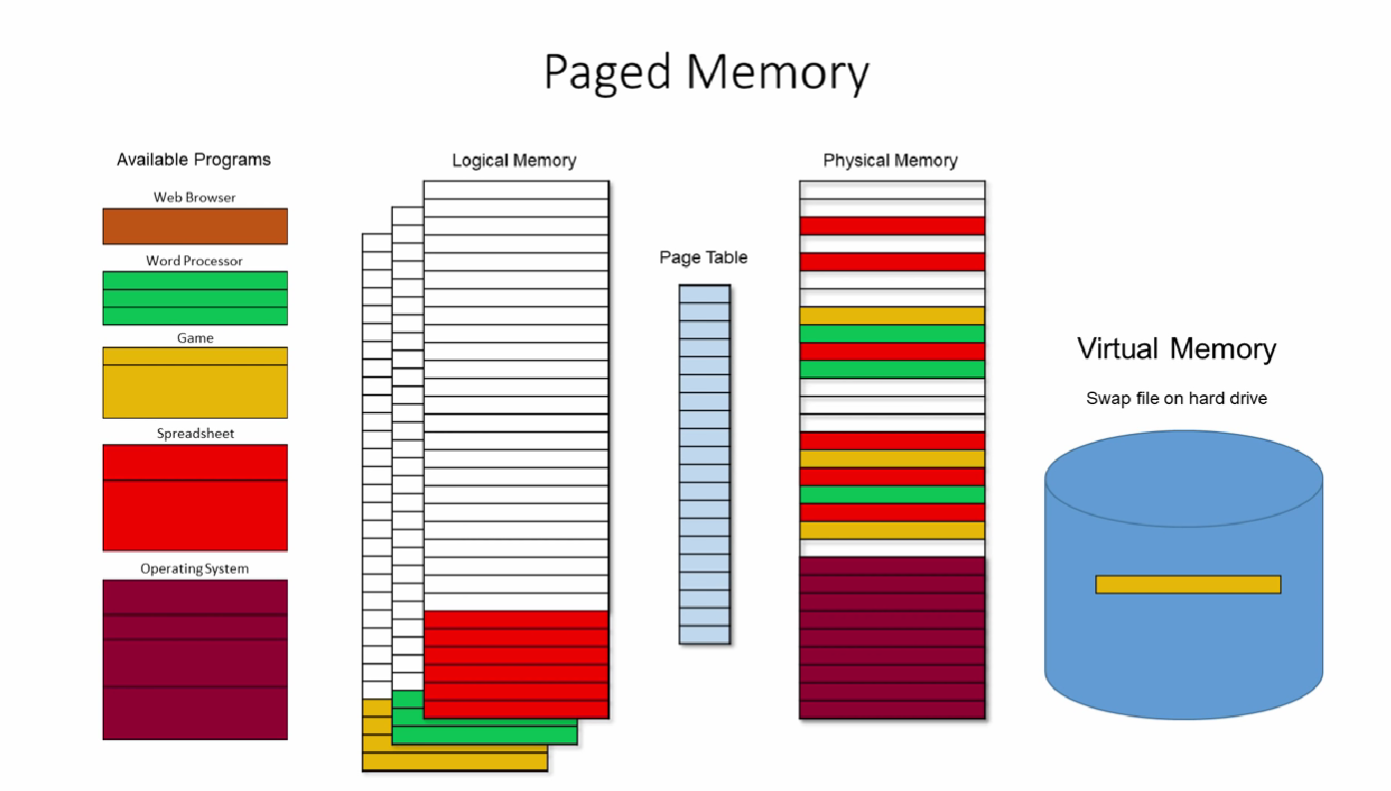 Paged Memory
Available Programs
Web Browser
Word Processor
Game
Spreadsheet
Operating System
Logical Memory
Page Table
Physical Memory
Virtual Memory
Swap file on hard drive